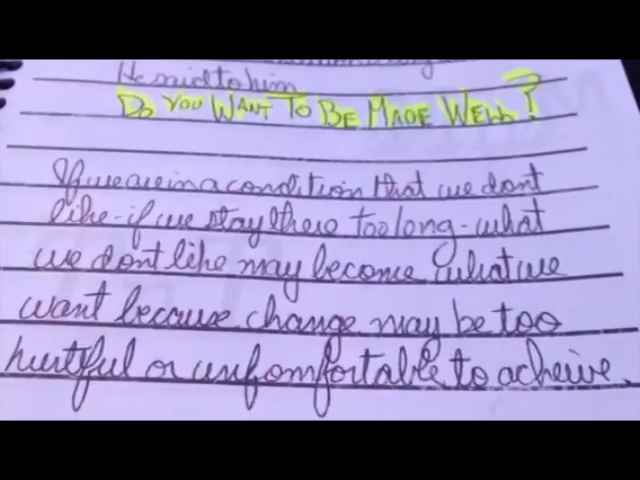 He said to him
DO YOU WANT TO BE MADE WELL?
If we are in a condition that we dont
like - if we stay there too long - what
we dont like may become what we
want because change may be too
hurtful or unfomfortable to acheive.